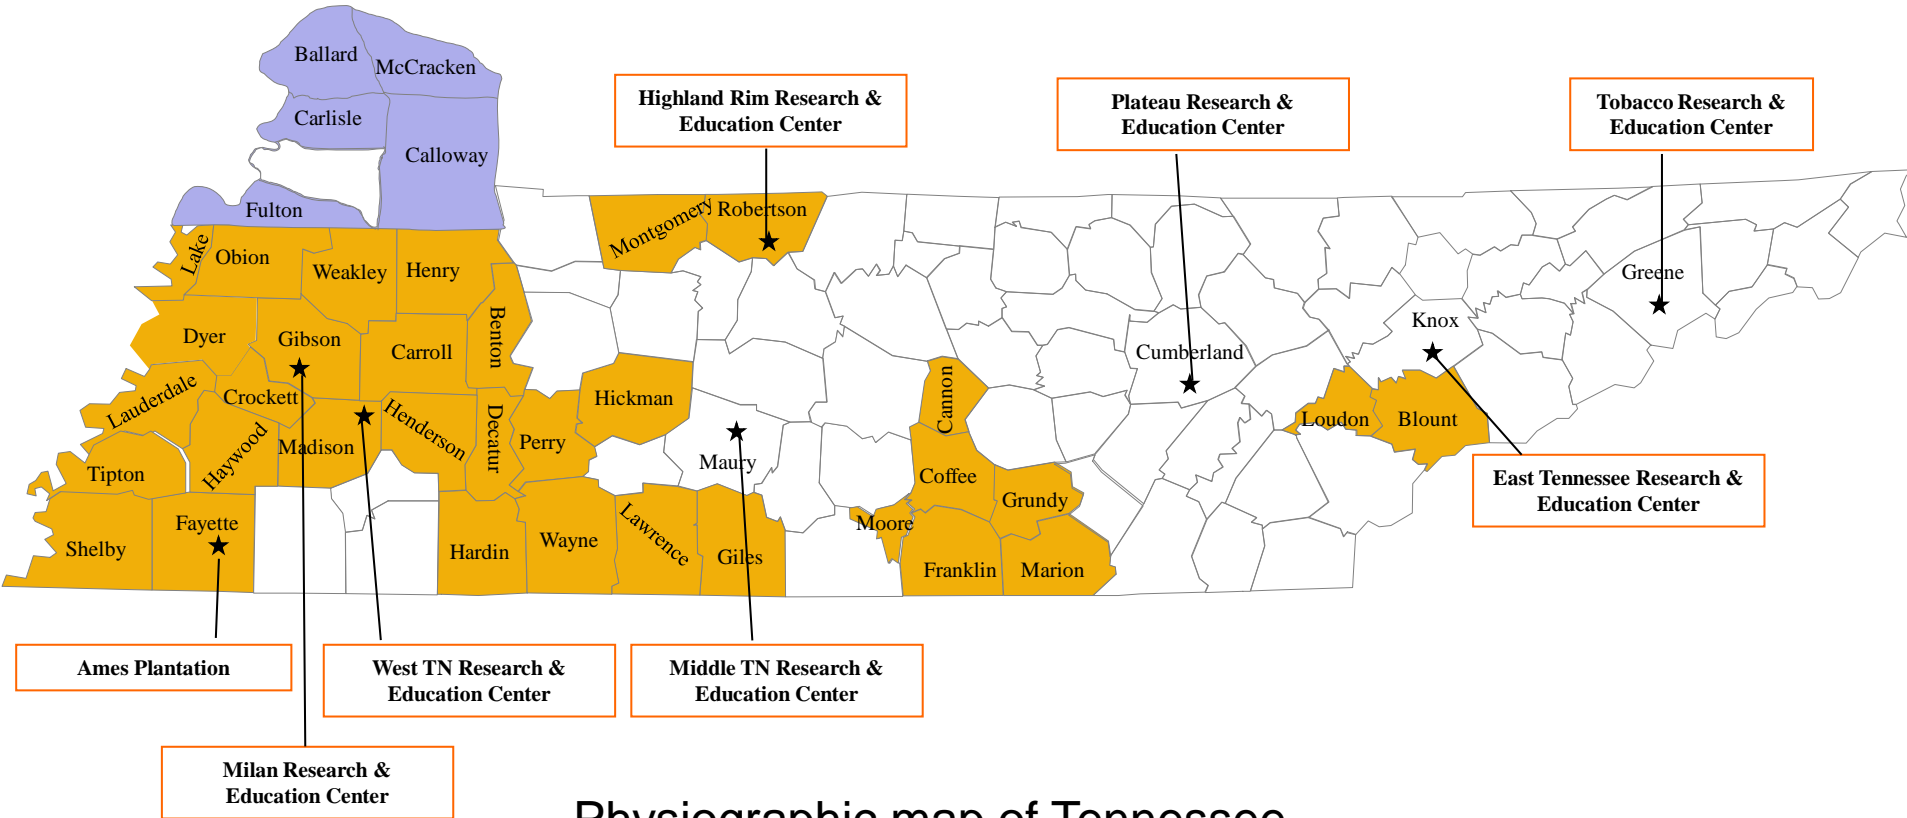 Ballard
McCracken
Carlisle
Calloway
Fulton
Highland Rim Research &
Education Center
Plateau Research &
Education Center
Tobacco Research &
Education Center
Lake
Obion
Weakley
Henry
Montgomery
Robertson
Greene
Dyer
Gibson
Carroll
Benton
Knox
Cumberland
Lauderdale
Crockett
Henderson
Decatur
Hickman
Cannon
Loudon
Blount
Tipton
Haywood
Madison
Perry
Maury
Coffee
Grundy
East Tennessee Research &
Education Center
Shelby
Fayette
Hardin
Wayne
Lawrence
Giles
Moore
Franklin
Marion
Ames Plantation
West TN Research &
Education Center
Middle TN Research &
Education Center
Milan Research &
Education Center
Physiographic map of Tennessee